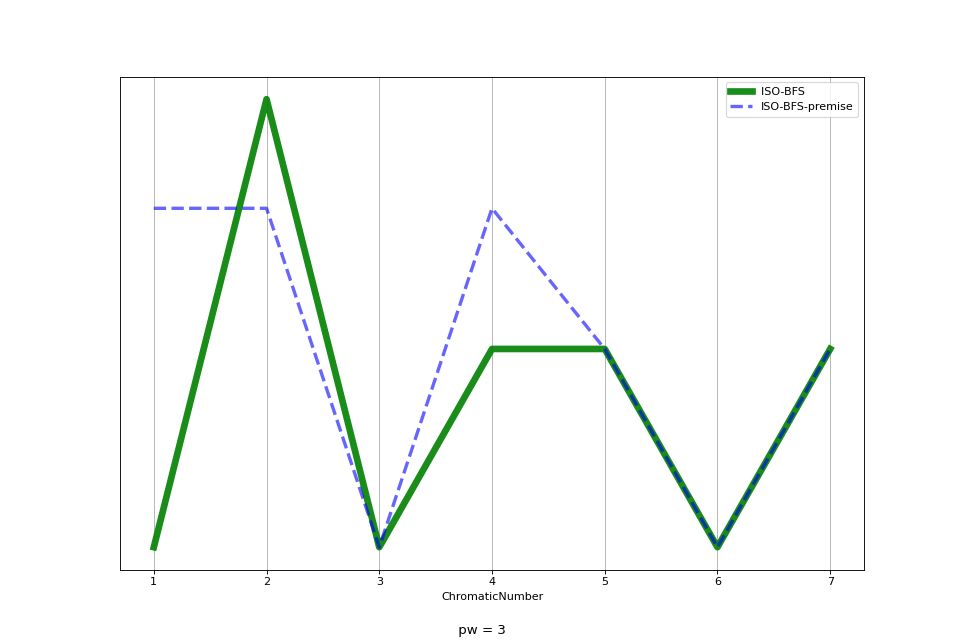 ISO-BFS
ISO-BFS-premise
1 2 3 4 5 6 7
ChromaticNumber
pw = 3